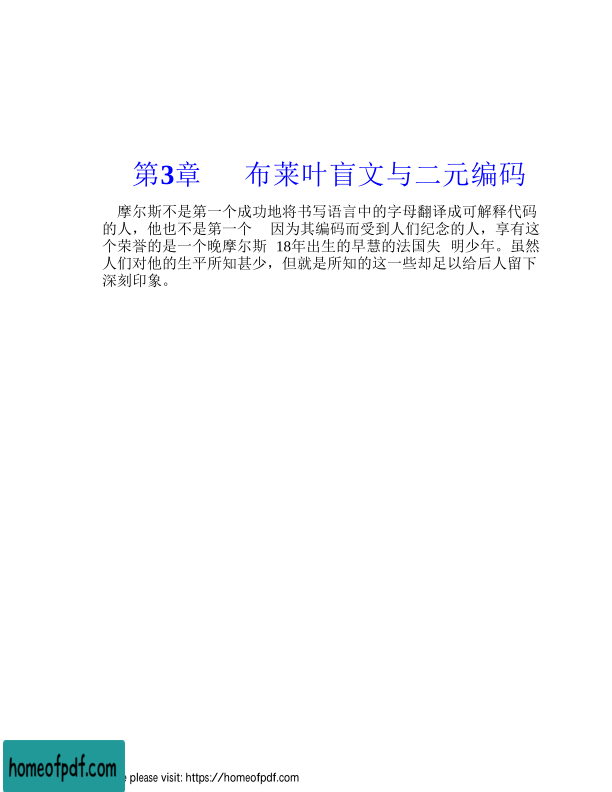 第3章 布莱叶盲文与二元编码
摩尔斯不是第一个成功地将书写语言中的字母翻译成可解释代码
的人，他也不是第一个 因为其编码而受到人们纪念的人，享有这
个荣誉的是一个晚摩尔斯 18年出生的早慧的法国失 明少年。虽然
人们对他的生平所知甚少，但就是所知的这一些却足以给后人留下
深刻印象。
homeofpdf.com
e please visit: https://homeofpdf.com